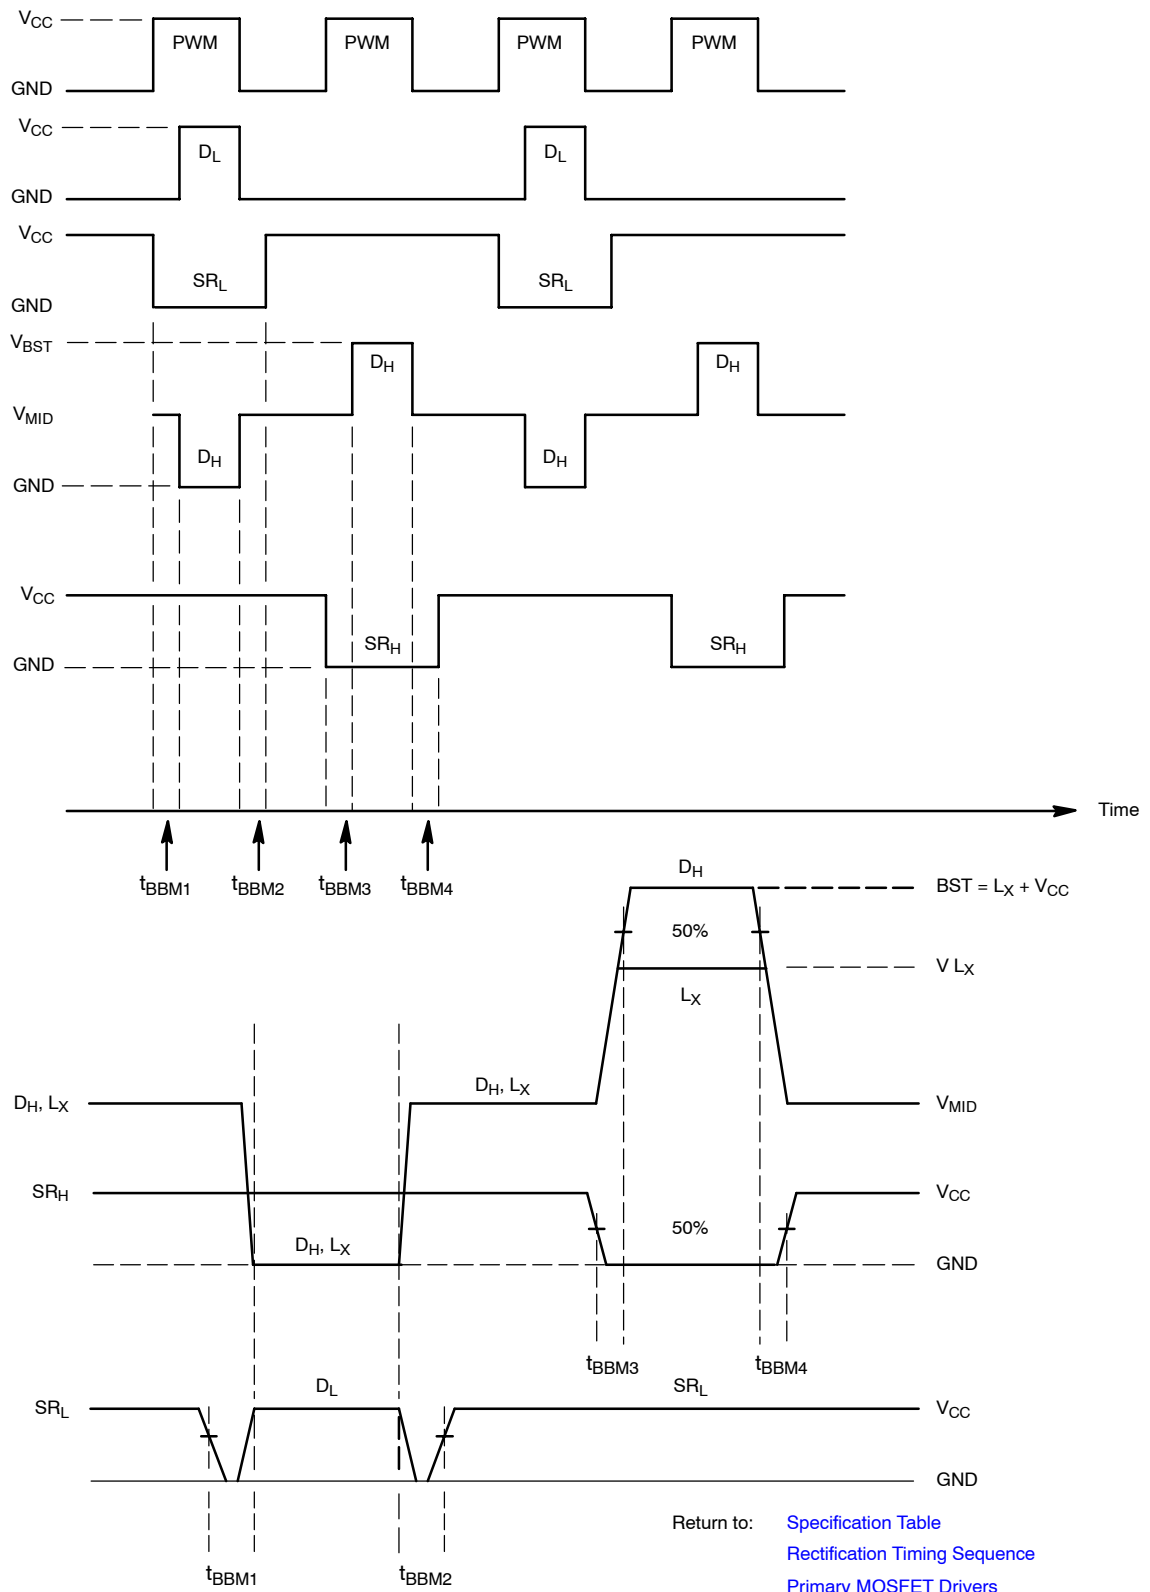 VCC
PWM PWM PWM PWM
GND
VCC
DL DL
GND
VCC
SRL SRL
GND
VBST
DH DH
VMID
DH DH
GND
VCC
SRH SRH
GND
Time
tBBM1 tBBM2 tBBM3 tBBM4
DH
BST = LX + VCC
50%
V LX
LX
DH, LX
DH, LX VMID
SRH VCC
50%
DH, LX
GND
tBBM3 tBBM4
DL SRL
SRL VCC
GND
Return to: Specification Table
Rectification Timing Sequence
tBBM1 tBBM2
Primary MOSFET Drivers